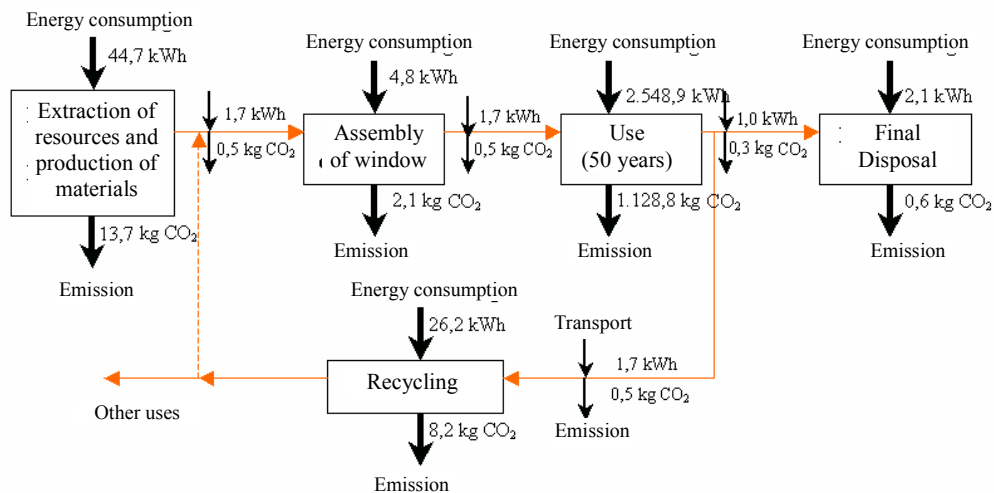 Energy consumption
44,7 kWh
Extraction of
resources and
production of
materials
13,7 kg CO₂
Emission
1,7 kWh
0,5 kg CO₂
Energy consumption
4,8 kWh
Assembly
of window
2,1 kg CO₂
Emission
1,7 kWh
0,5 kg CO₂
Energy consumption
2.548,9 kWh
Use
(50 years)
1.128,8 kg CO₂
Emission
1,0 kWh
0,3 kg CO₂
Energy consumption
2,1 kWh
Final
Disposal
0,6 kg CO₂
Emission
Energy consumption
26,2 kWh
Recycling
8,2 kg CO₂
Emission
Transport
1,7 kWh
0,5 kg CO₂
Emission
Other uses